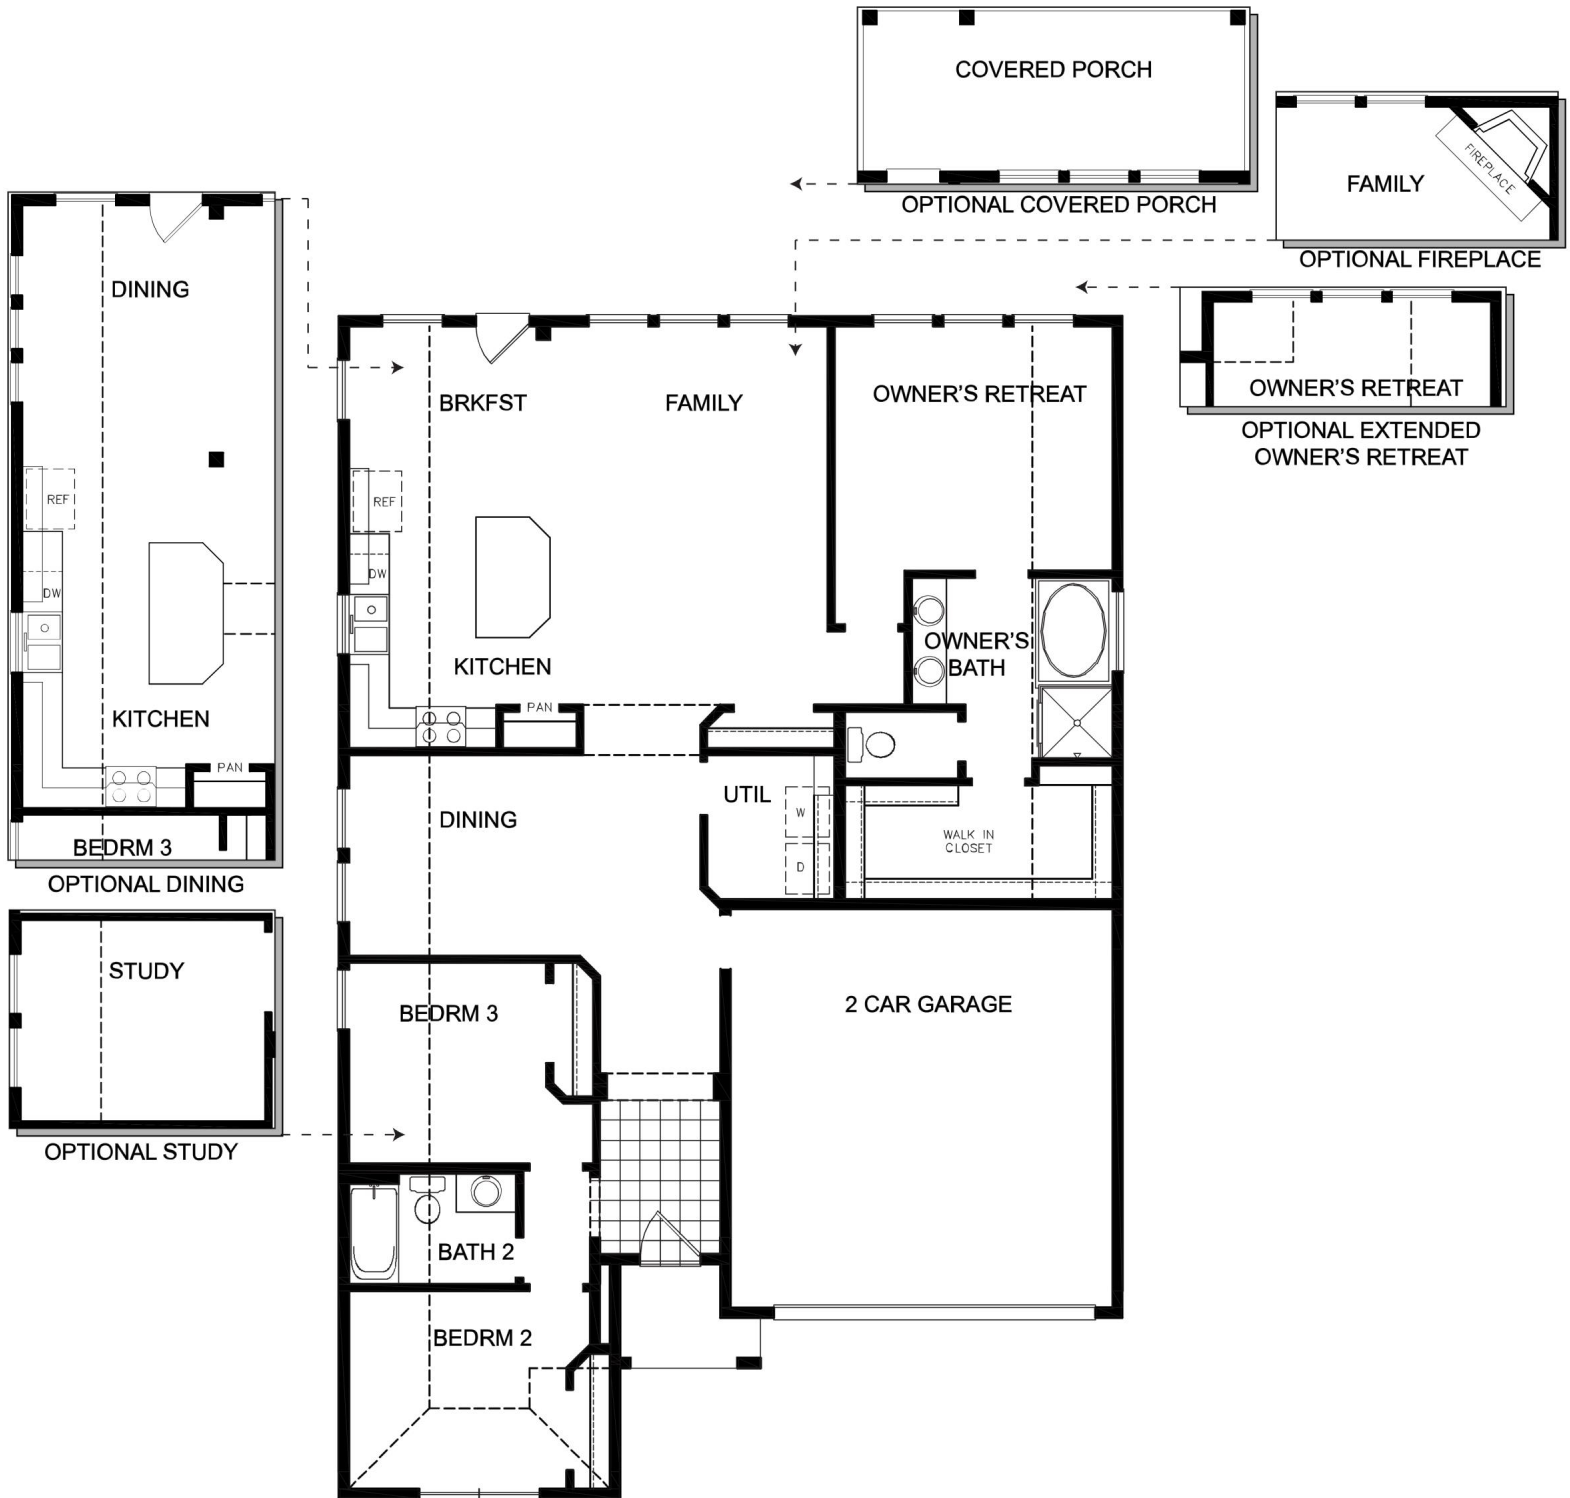 COVERED PORCH
OPTIONAL COVERED PORCH
FAMILY
FIREPLACE
OPTIONAL FIREPLACE
OWNER'S RETREAT
OPTIONAL EXTENDED
OWNER'S RETREAT
DINING
REF
DW
KITCHEN
PAN
BEDRM 3
OPTIONAL DINING
STUDY
OPTIONAL STUDY
BRKFST
FAMILY
OWNER'S RETREAT
REF
DW
KITCHEN
PAN
OWNER'S
BATH
DINING
UTIL
W
D
WALK IN
CLOSET
BEDRM 3
2 CAR GARAGE
BATH 2
BEDRM 2